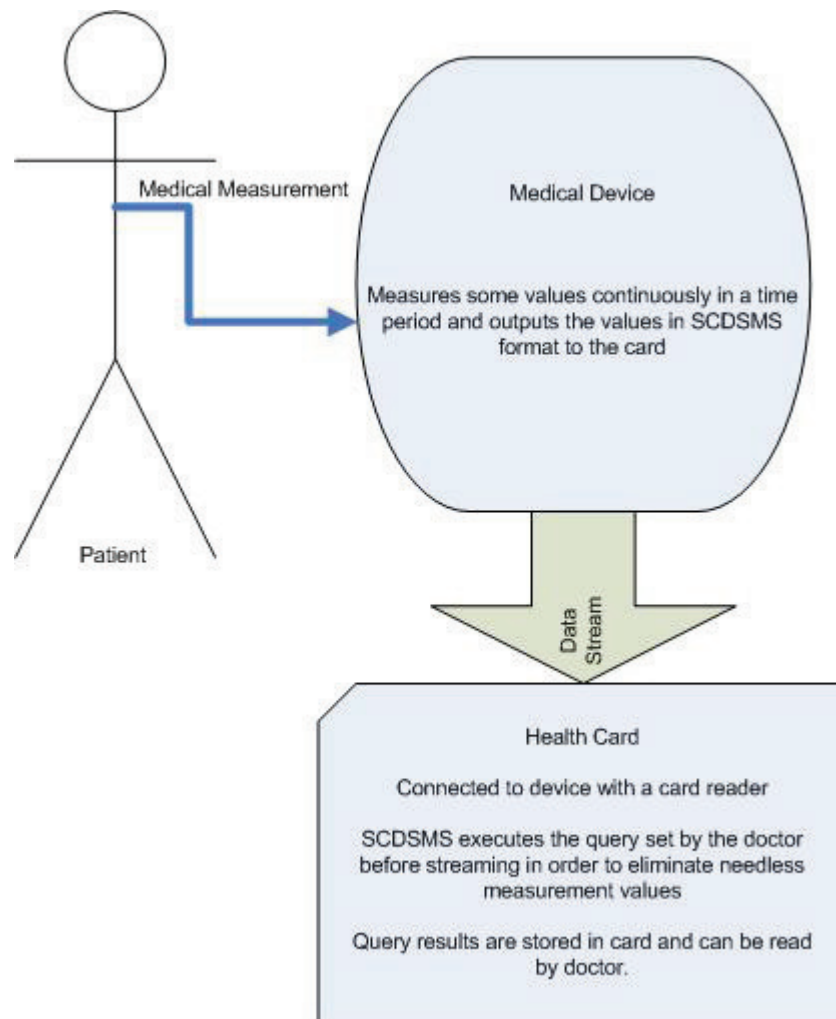 Medical Measurement
Medical Device
Measures some values continuously in a time
period and outputs the values in SCDSMS
format to the card
Patient
Data
Stream
Health Card
Connected to device with a card reader
SCDSMS executes the query set by the doctor
before streaming in order to eliminate needless
measurement values
Query results are stored in card and can be read
by doctor.